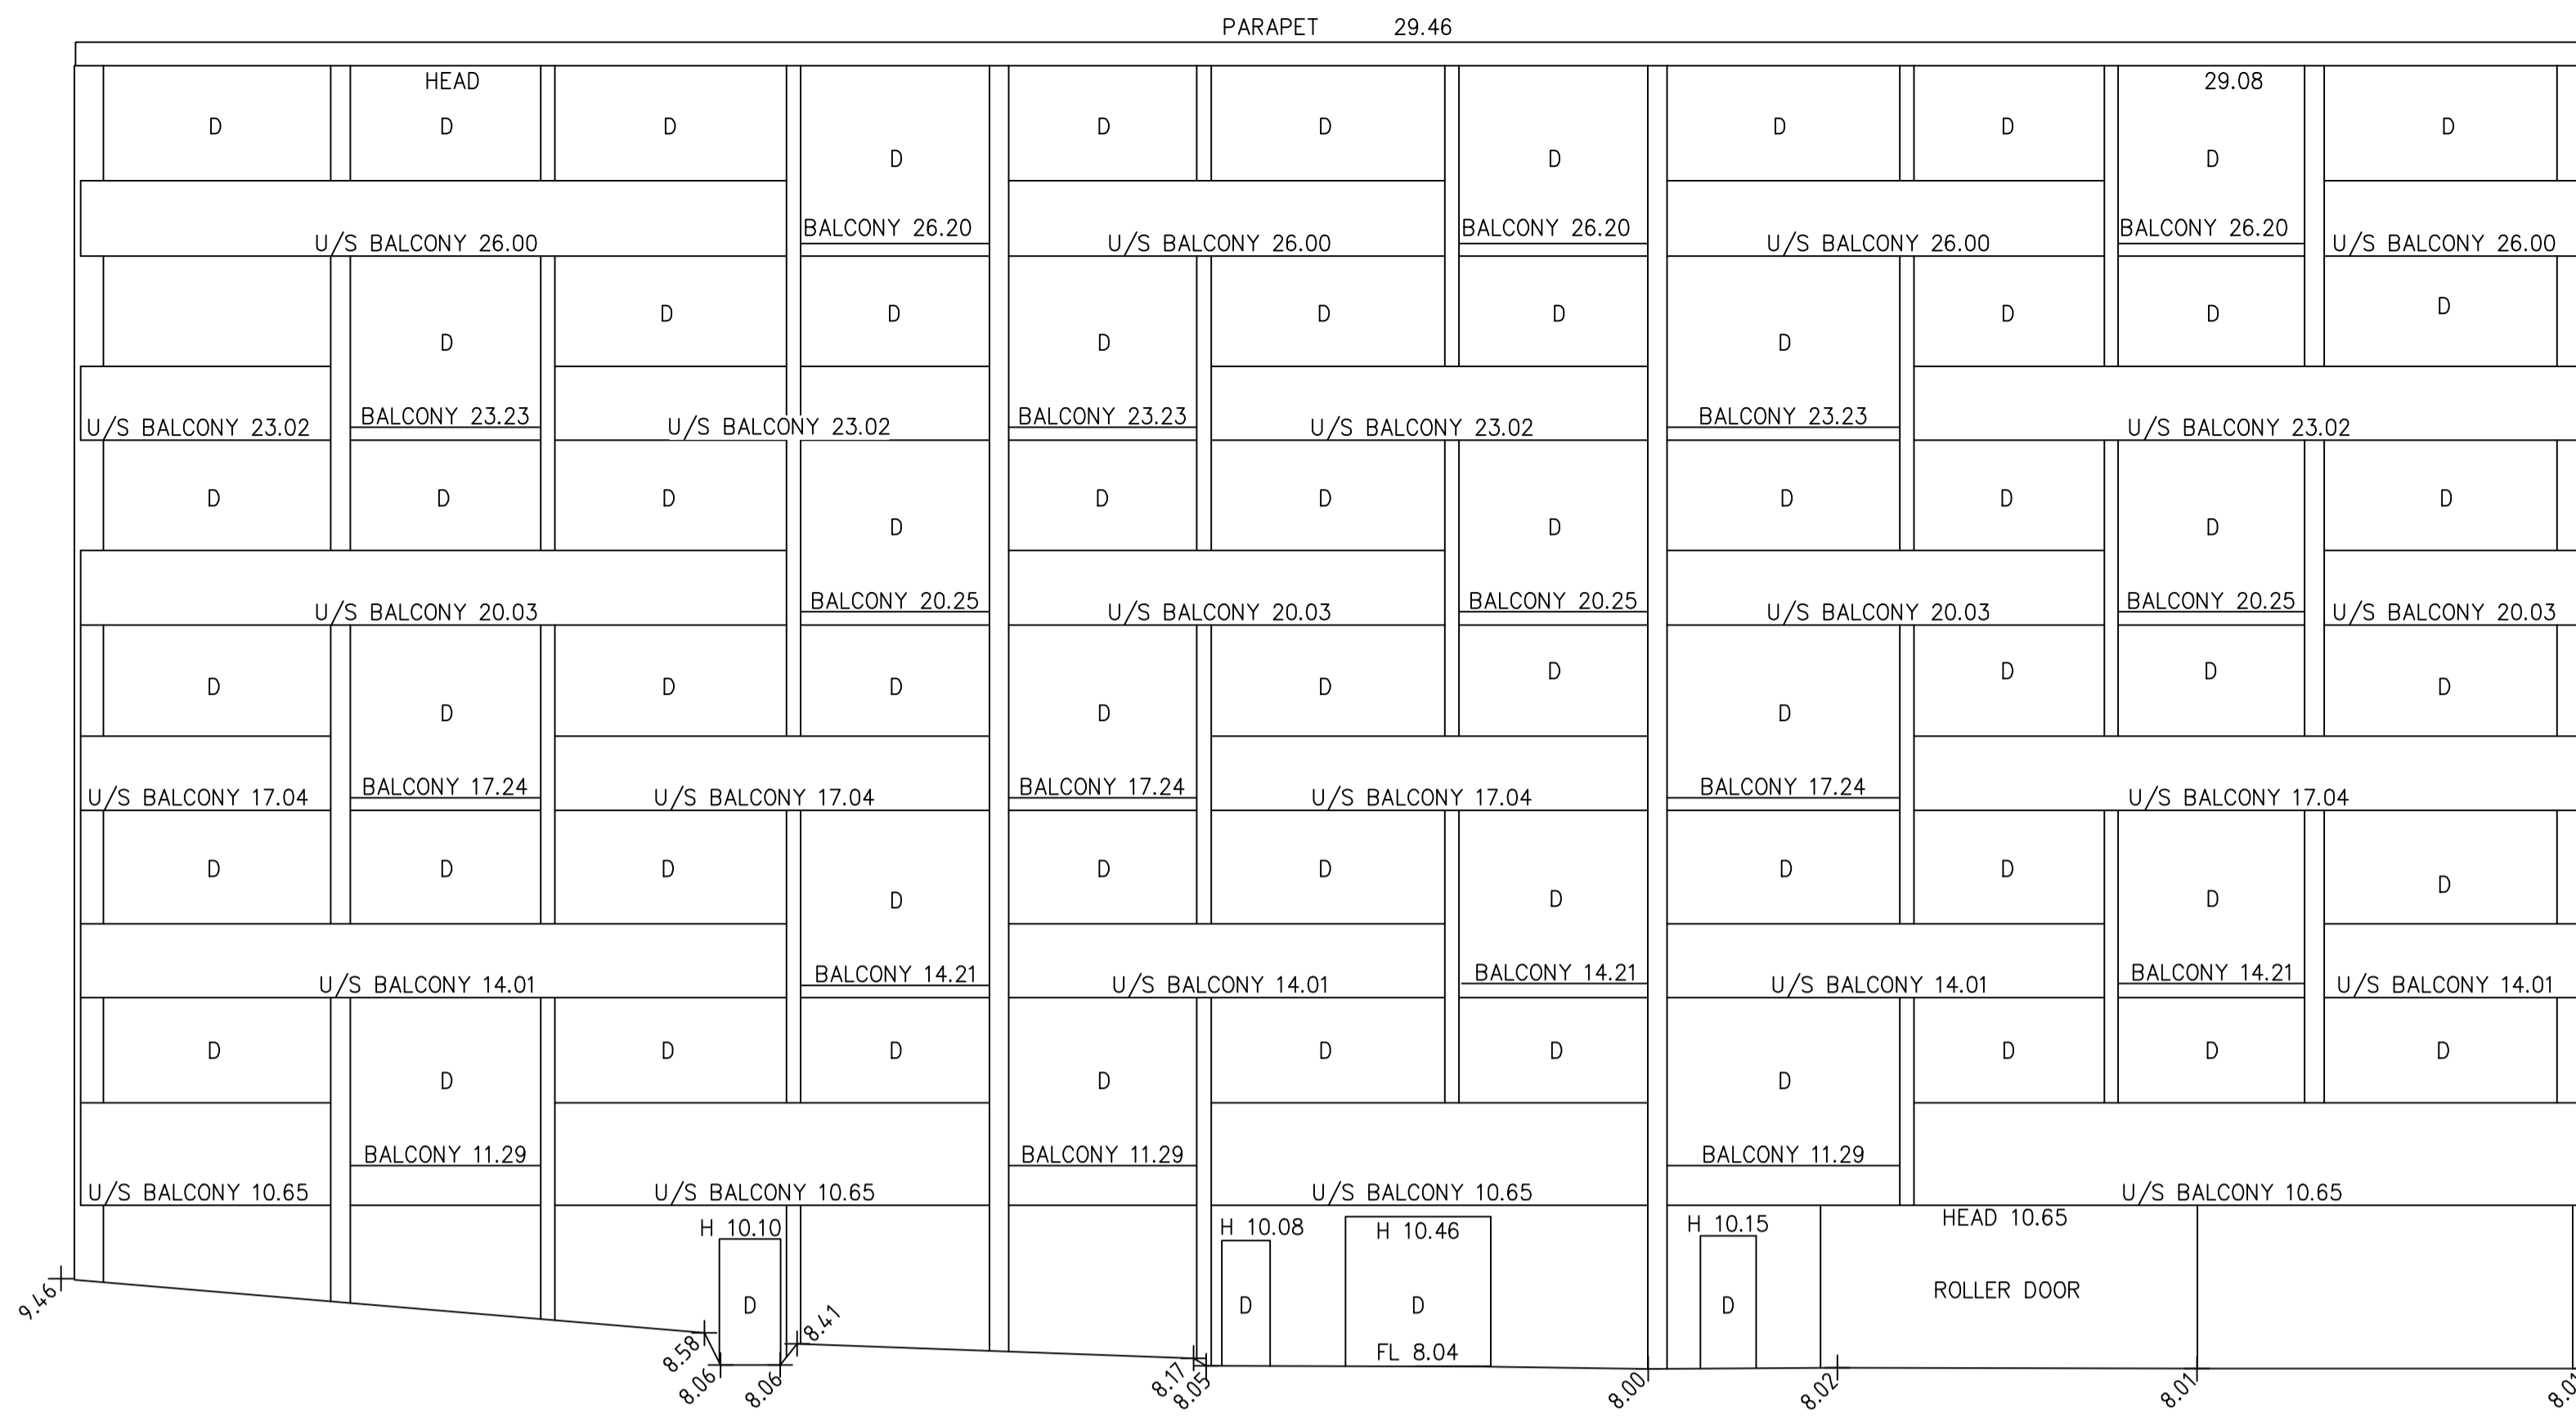 PARAPET 29.46
HEAD 29.08
D D D D D D D
D D D
U/S BALCONY 26.00 BALCONY 26.20 U/S BALCONY 26.00 BALCONY 26.20 U/S BALCONY 26.00 BALCONY 26.20 U/S BALCONY 26.00
D D D D D D D
D D D
U/S BALCONY 23.02 BALCONY 23.23 U/S BALCONY 23.02 BALCONY 23.23 U/S BALCONY 23.02 BALCONY 23.23 U/S BALCONY 23.02
D D D D D D D D
D D D
U/S BALCONY 20.03 BALCONY 20.25 U/S BALCONY 20.03 BALCONY 20.25 U/S BALCONY 20.03 BALCONY 20.25 U/S BALCONY 20.03
D D D D D D D D
D D D
U/S BALCONY 17.04 BALCONY 17.24 U/S BALCONY 17.04 BALCONY 17.24 U/S BALCONY 17.04 BALCONY 17.24 U/S BALCONY 17.04
D D D D D D D D
D D D
U/S BALCONY 14.01 BALCONY 14.21 U/S BALCONY 14.01 BALCONY 14.21 U/S BALCONY 14.01 BALCONY 14.21 U/S BALCONY 14.01
D D D D D D D D
D D D
U/S BALCONY 10.65 BALCONY 11.29 U/S BALCONY 10.65 BALCONY 11.29 U/S BALCONY 10.65 BALCONY 11.29 U/S BALCONY 10.65
H 10.10 H 10.08 H 10.46 H 10.15 HEAD 10.65
ROLLER DOOR
D D D D
FL 8.04
9.46 8.58 8.06 8.06 8.41 8.17 8.05 8.00 8.02 8.01